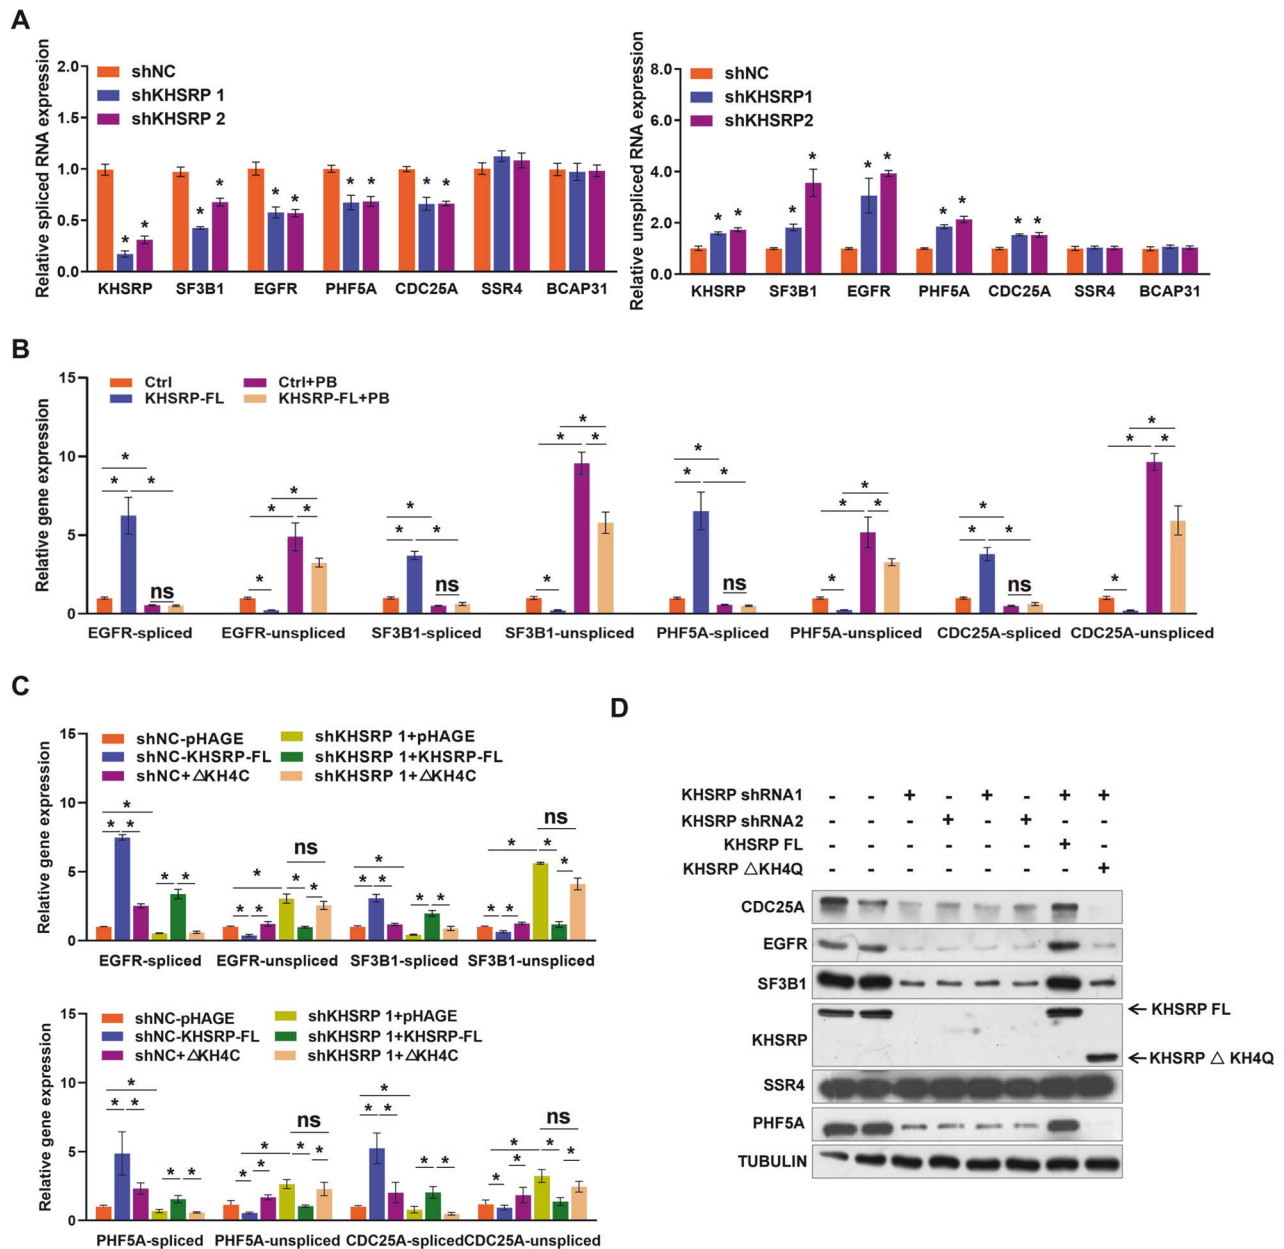 A
Relative spliced RNA expression
2.0
1.5
1.0
0.5
0.0
shNC
shKHSRP 1
shKHSRP 2
* * * * * * * * * *
KHSRP SF3B1 EGFR PHF5A CDC25A SSR4 BCAP31
Relative unspliced RNA expression
8.0
6.0
4.0
2.0
0.0
shNC
shKHSRP1
shKHSRP2
* * * * * * * * * *
KHSRP SF3B1 EGFR PHF5A CDC25A SSR4 BCAP31
B
Relative gene expression
15
10
5
0
Ctrl Ctrl+PB
KHSRP-FL KHSRP-FL+PB
* * * ns
* * * *
* * * ns
* * * *
* * * ns
* * * *
* * * ns
* * * *
EGFR-spliced EGFR-unspliced SF3B1-spliced SF3B1-unspliced PHF5A-spliced PHF5A-unspliced CDC25A-spliced CDC25A-unspliced
C
Relative gene expression
15
10
5
0
shNC-pHAGE shKHSRP 1+pHAGE
shNC-KHSRP-FL shKHSRP 1+KHSRP-FL
shNC+△KH4C shKHSRP 1+△KH4C
* * * * *
* * * * * ns
* * * * *
* * * * * ns
EGFR-spliced EGFR-unspliced SF3B1-spliced SF3B1-unspliced
Relative gene expression
15
10
5
0
shNC-pHAGE shKHSRP 1+pHAGE
shNC-KHSRP-FL shKHSRP 1+KHSRP-FL
shNC+△KH4C shKHSRP 1+△KH4C
* * * * *
* * * * * ns
* * * * *
* * * * * ns
PHF5A-spliced PHF5A-unspliced CDC25A-spliced CDC25A-unspliced
D
KHSRP shRNA1 - - + - + - + +
KHSRP shRNA2 - - - + - + - -
KHSRP FL - - - - - - + -
KHSRP △KH4Q - - - - - - - +
CDC25A
EGFR
SF3B1
KHSRP
← KHSRP FL
← KHSRP △ KH4Q
SSR4
PHF5A
TUBULIN